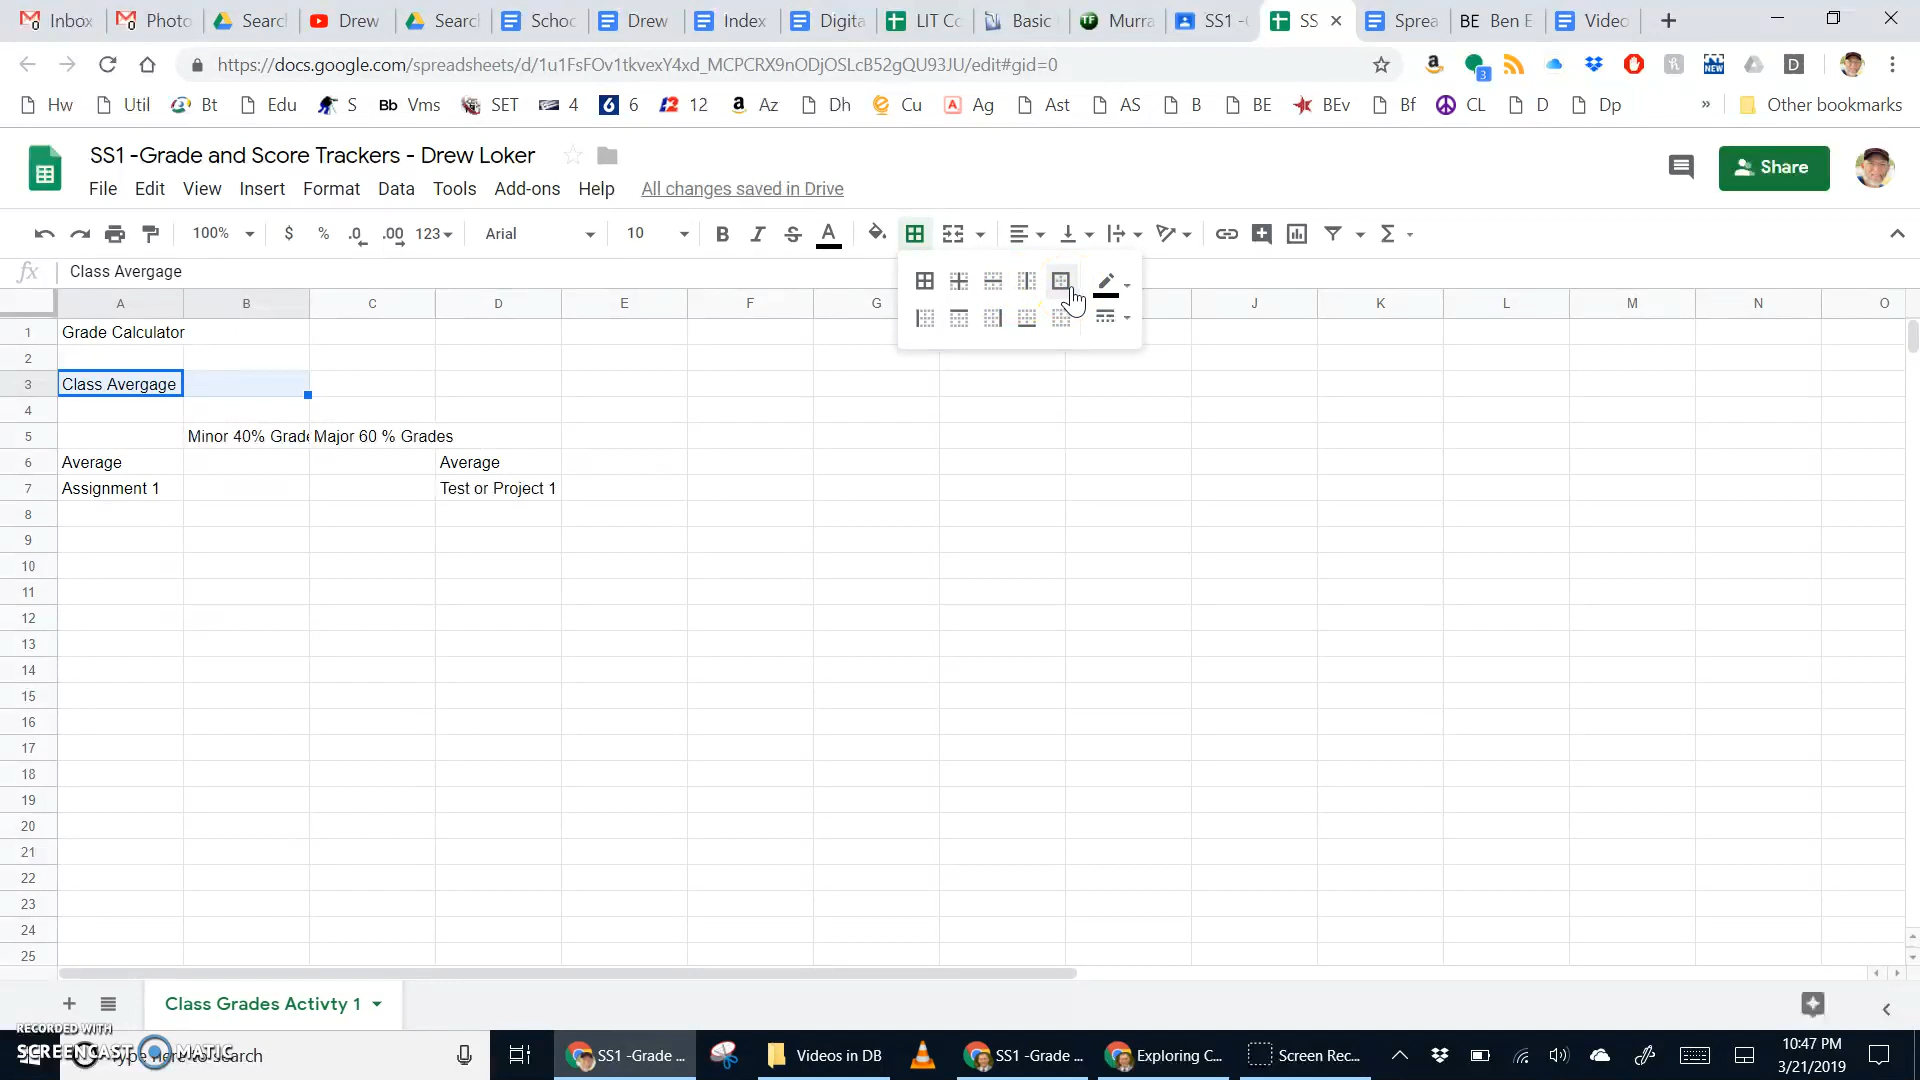 Inbox
Photo
Search
Drew
Search
Schoo
Drew
Index
Digita
LIT Co
Basic
Murra
SS1 -
SS
Sprea
BE Ben E
Video
https://docs.google.com/spreadsheets/d/1u1FsFOv1tkvexY4xd_MCPCRX9nODjOSLcB52gQU93JU/edit#gid=0
Hw Util Bt Edu S Bb Vms SET 4 6 12 Az Dh Cu Ag Ast AS B BE BEv Bf CL D Dp » Other bookmarks
SS1 -Grade and Score Trackers - Drew Loker
Share
File Edit View Insert Format Data Tools Add-ons Help All changes saved in Drive
100% $ % .0 .00 123 Arial 10 B I S A
fx Class Avergage
A B C D E F G J K L M N O
1 Grade Calculator
2
3 Class Avergage
4
5 Minor 40% Grade Major 60 % Grades
6 Average Average
7 Assignment 1 Test or Project 1
8
9
10
11
12
13
14
15
16
17
18
19
20
21
22
23
24
25
Class Grades Activty 1
RECORDED WITH
SCREENCAST MATIC
Type here to search
SS1 -Grade ...
Videos in DB
SS1 -Grade ...
Exploring C...
Screen Rec...
10:47 PM
3/21/2019